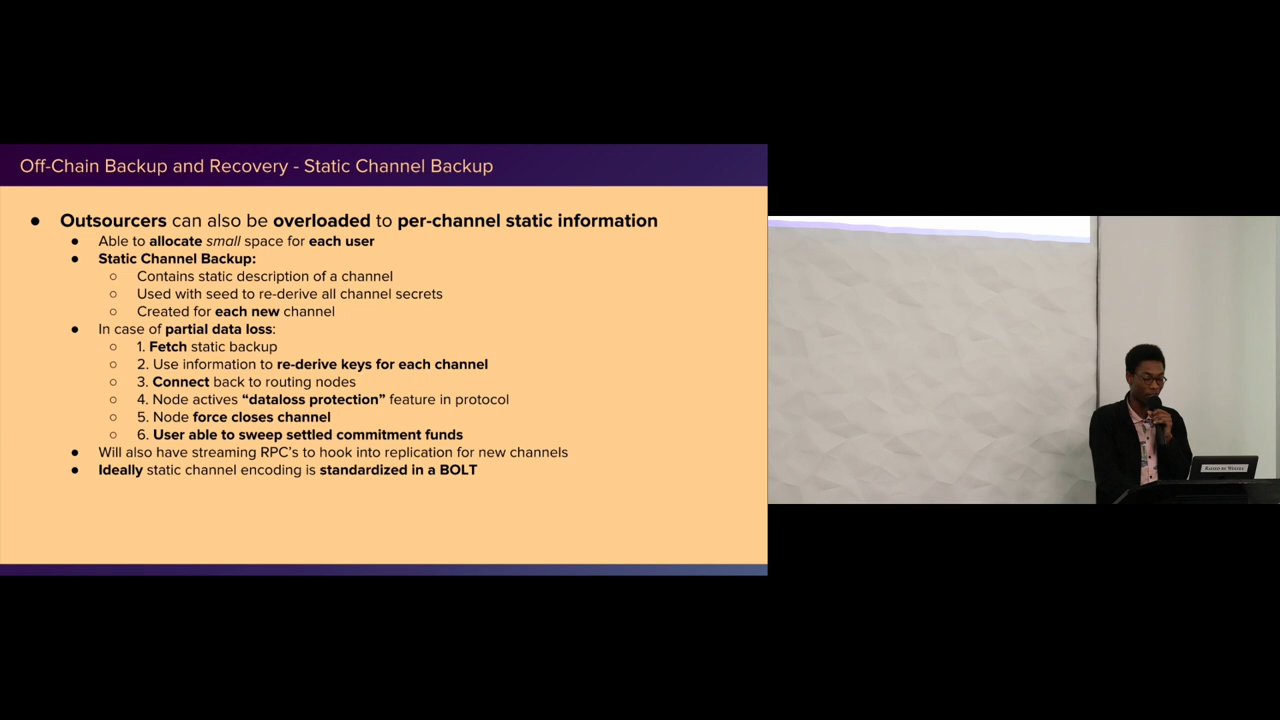 Off-Chain Backup and Recovery - Static Channel Backup
● Outsourcers can also be overloaded to per-channel static information
● Able to allocate small space for each user
● Static Channel Backup:
○ Contains static description of a channel
○ Used with seed to re-derive all channel secrets
○ Created for each new channel
● In case of partial data loss:
○ 1. Fetch static backup
○ 2. Use information to re-derive keys for each channel
○ 3. Connect back to routing nodes
○ 4. Node actives “dataloss protection” feature in protocol
○ 5. Node force closes channel
○ 6. User able to sweep settled commitment funds
● Will also have streaming RPC’s to hook into replication for new channels
● Ideally static channel encoding is standardized in a BOLT